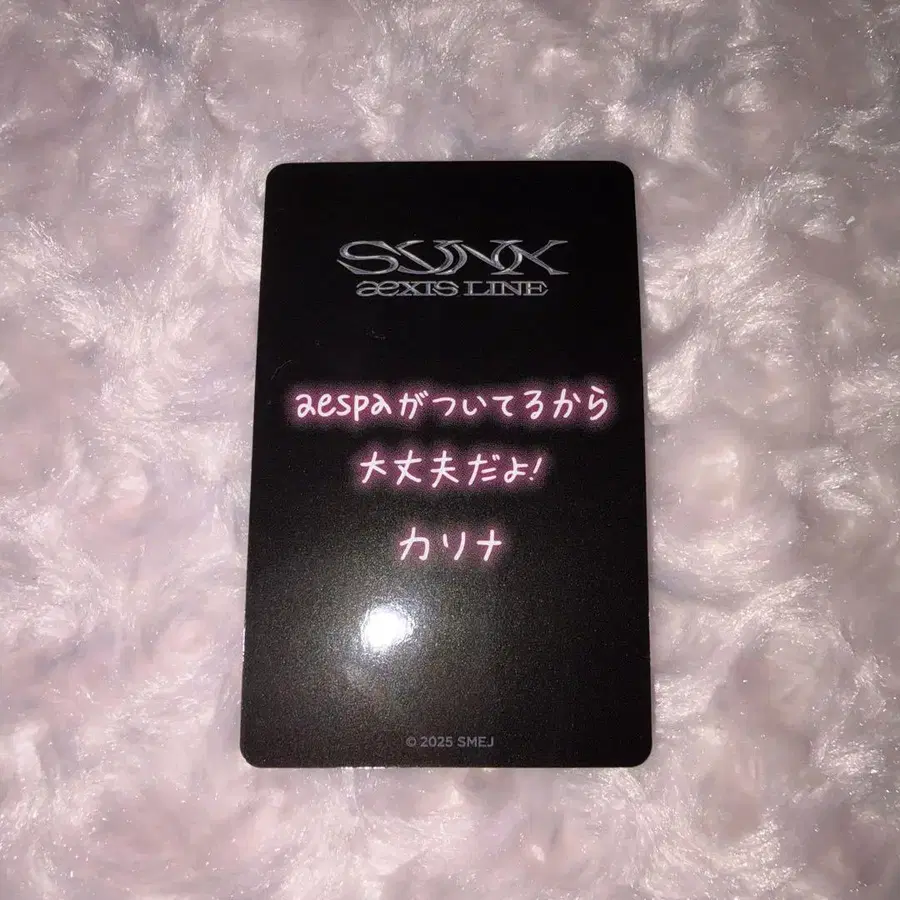 SYNK
aeXIS LINE
aespaがついてるから
大丈夫だよ!
カリナ
© 2025 SMEJ